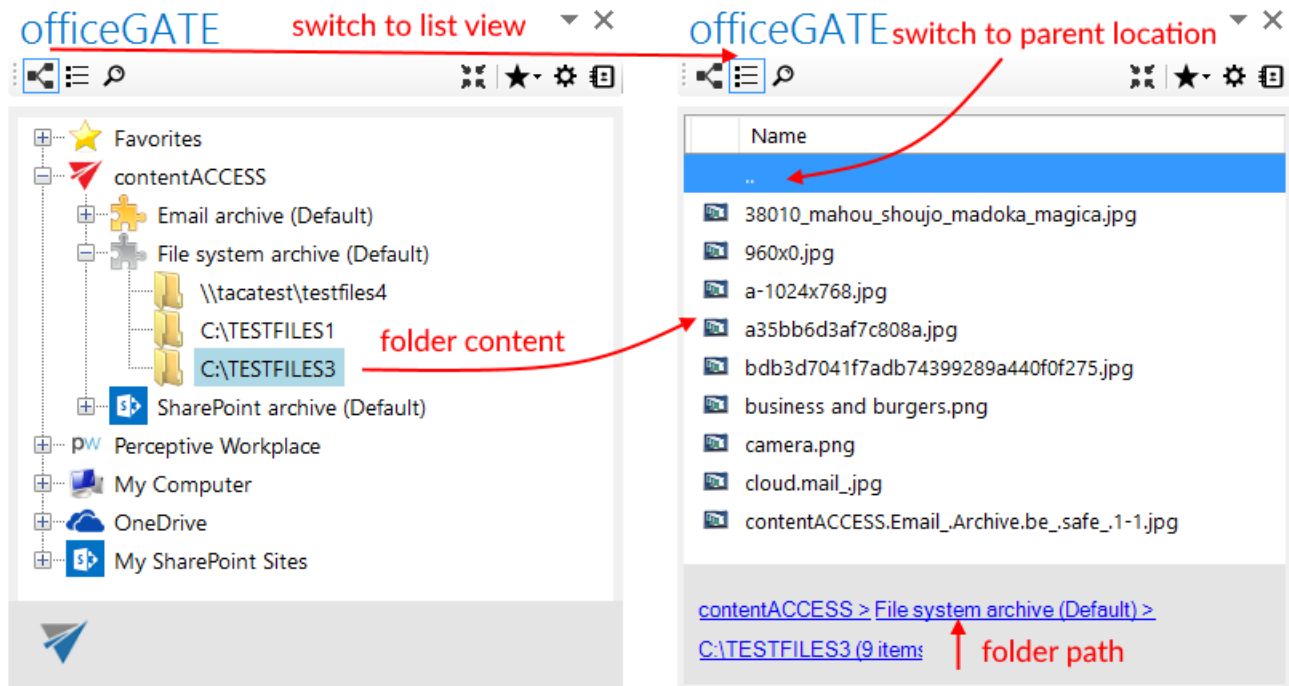 officeGATE
switch to list view
Favorites
contentACCESS
Email archive (Default)
File system archive (Default)
\\tacatest\testfiles4
C:\TESTFILES1
C:\TESTFILES3
folder content
SharePoint archive (Default)
pw Perceptive Workplace
My Computer
OneDrive
My SharePoint Sites
officeGATE
switch to parent location
Name
..
38010_mahou_shoujo_madoka_magica.jpg
960x0.jpg
a-1024x768.jpg
a35bb6d3af7c808a.jpg
bdb3d7041f7adb74399289a440f0f275.jpg
business and burgers.png
camera.png
cloud.mail_.jpg
contentACCESS.Email_.Archive.be_.safe_.1-1.jpg
contentACCESS > File system archive (Default) >
C:\TESTFILES3 (9 items
folder path